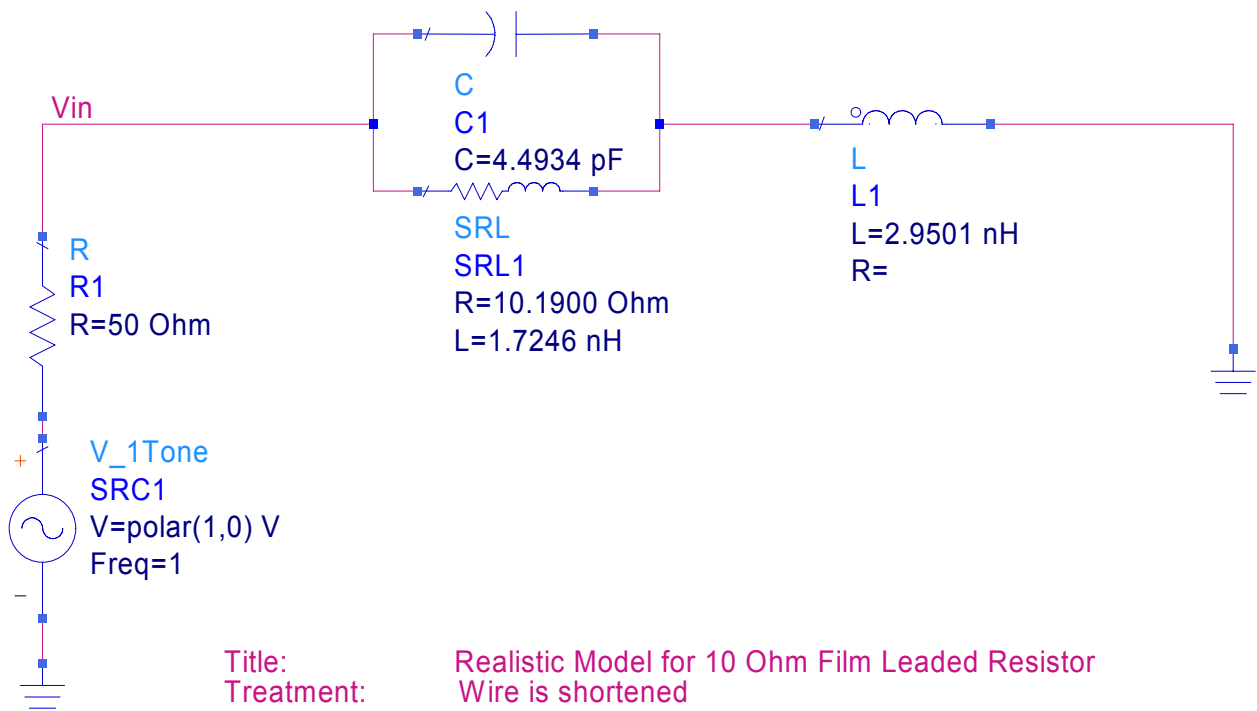 Vin
C
C1
C=4.4934 pF
SRL
SRL1
R=10.1900 Ohm
L=1.7246 nH
L
L1
L=2.9501 nH
R=
R
R1
R=50 Ohm
+
V_1Tone
SRC1
V=polar(1,0) V
Freq=1
−
Title: Realistic Model for 10 Ohm Film Leaded Resistor
Treatment: Wire is shortened